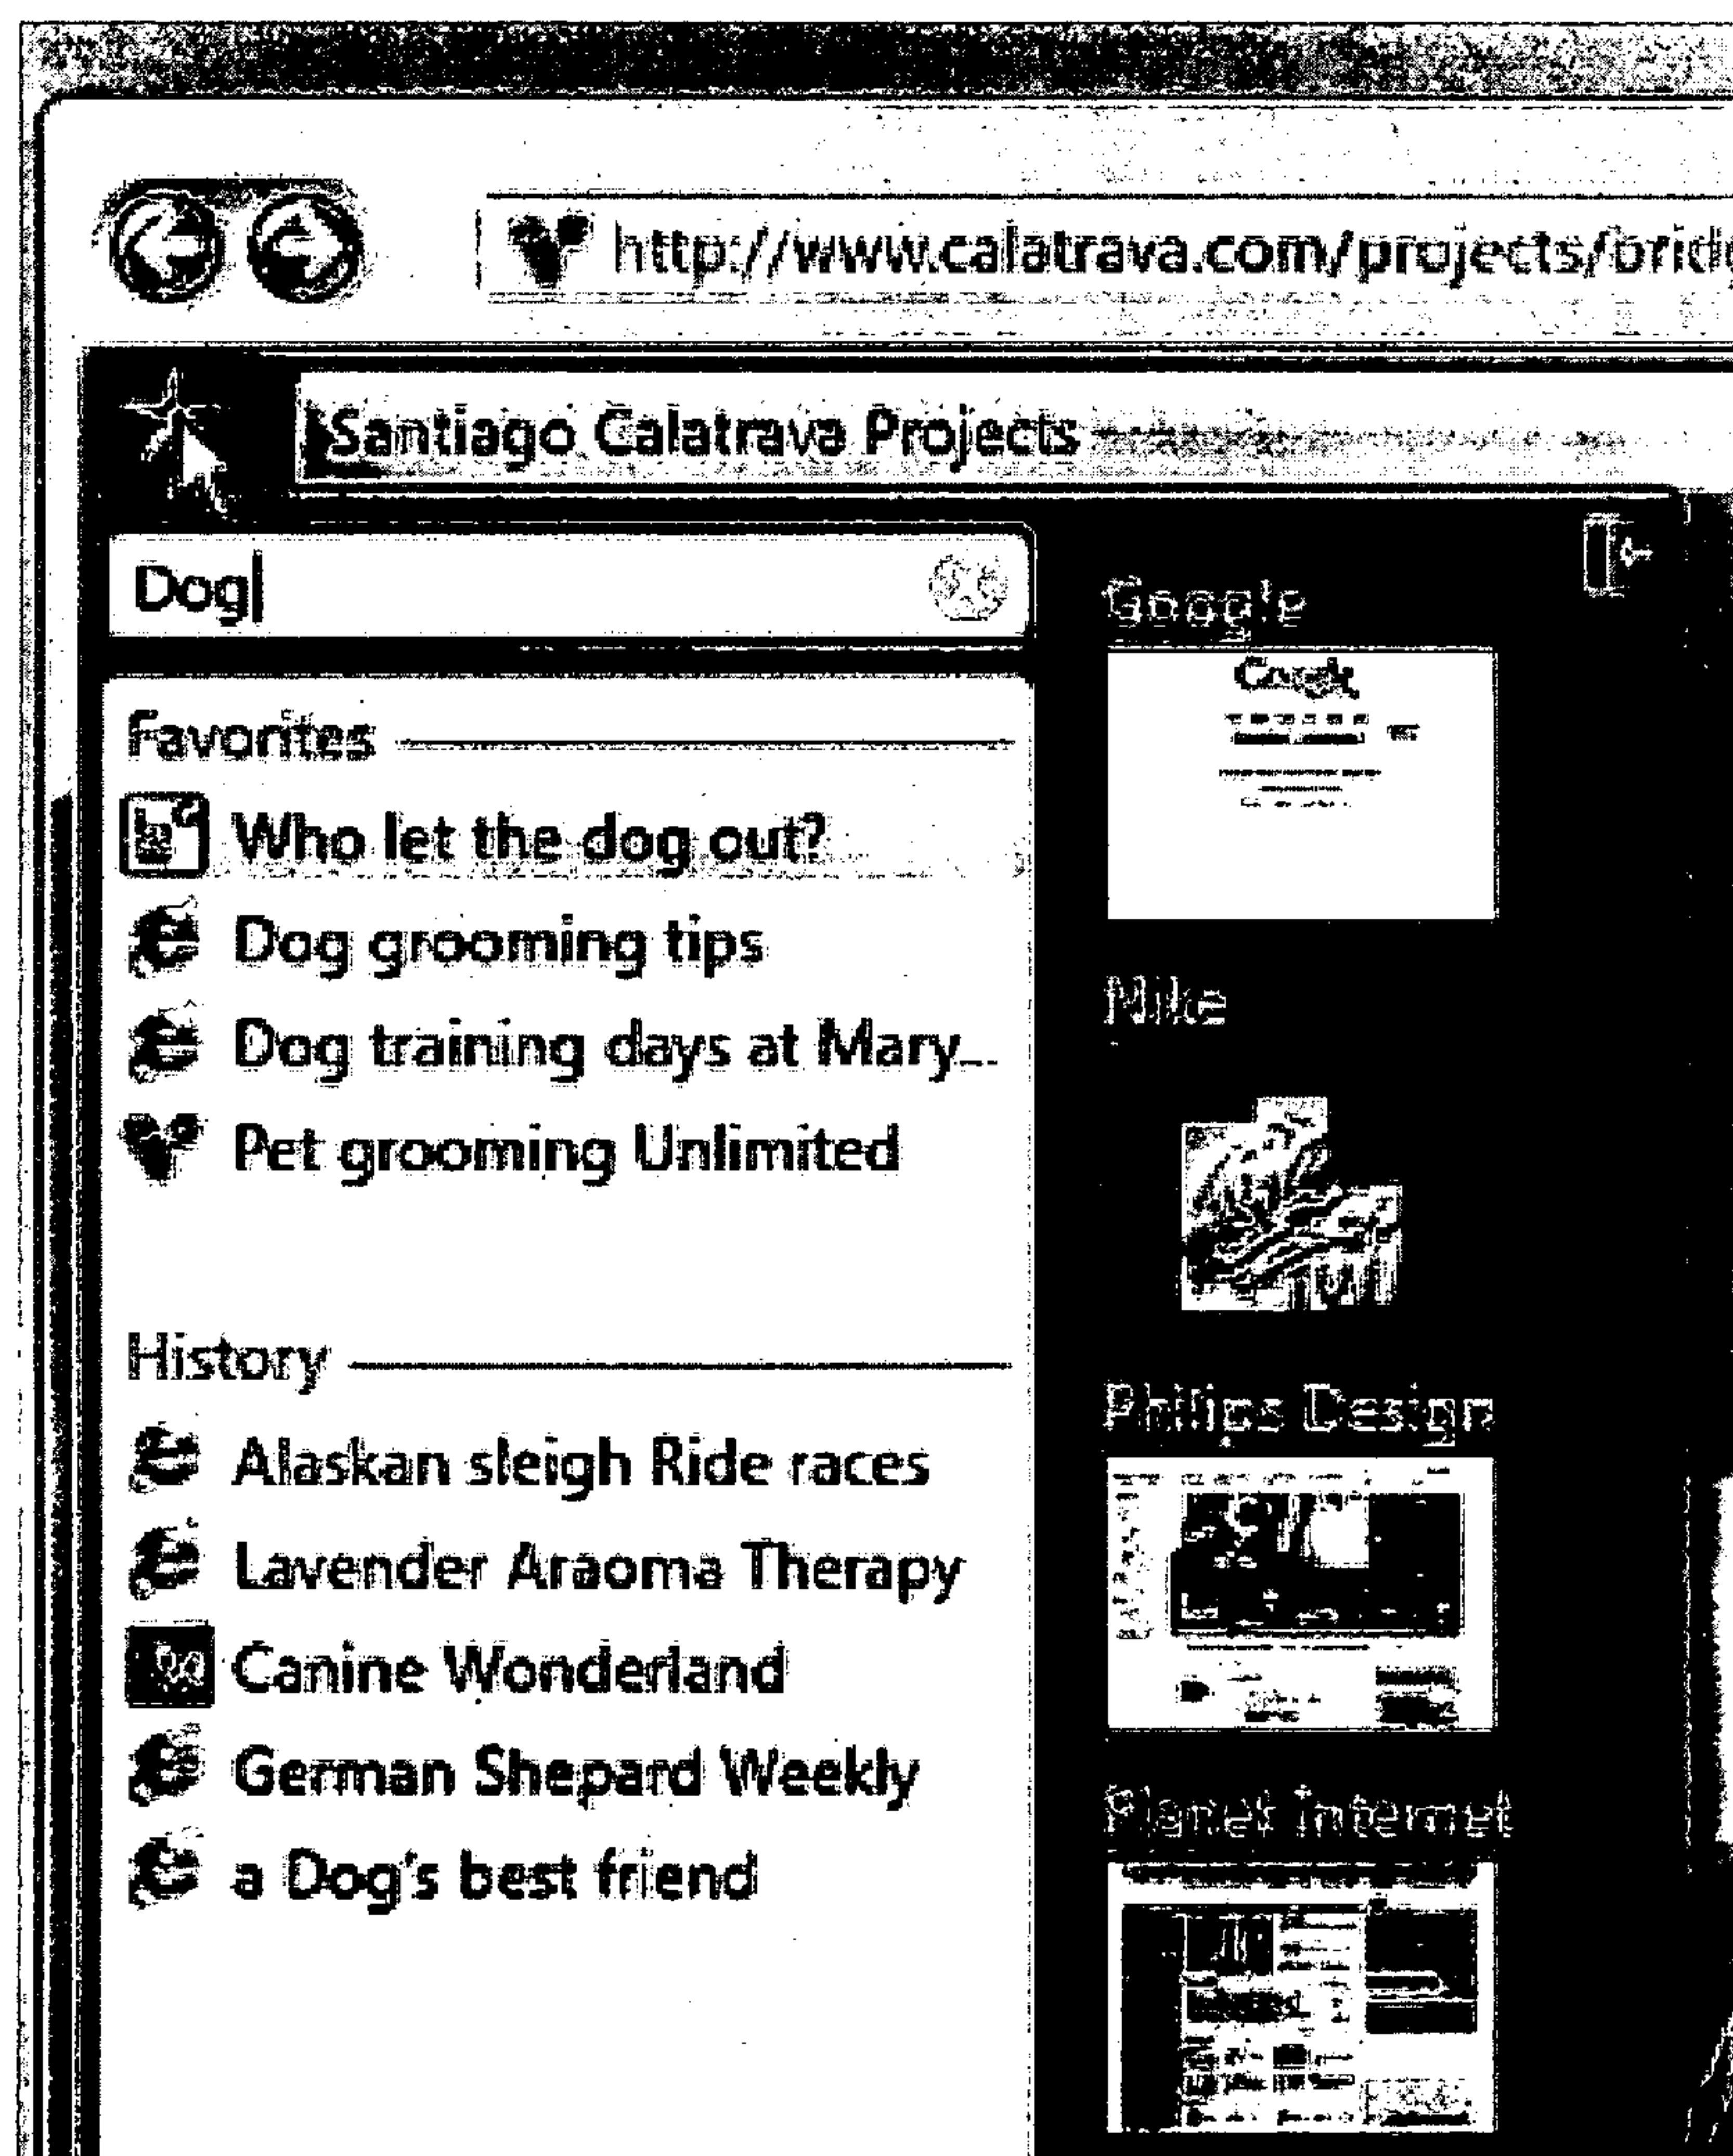 http://www.calatrava.com/projects/brid
Santiago Calatrava Projects
Dog
Favorites
Who let the dog out?
Dog grooming tips
Dog training days at Mary...
Pet grooming Unlimited
History
Alaskan sleigh Ride races
Lavender Araoma Therapy
Canine Wonderland
German Shepard Weekly
a Dog's best friend
Google
Google
Nike
Philips Design
Planet Internet